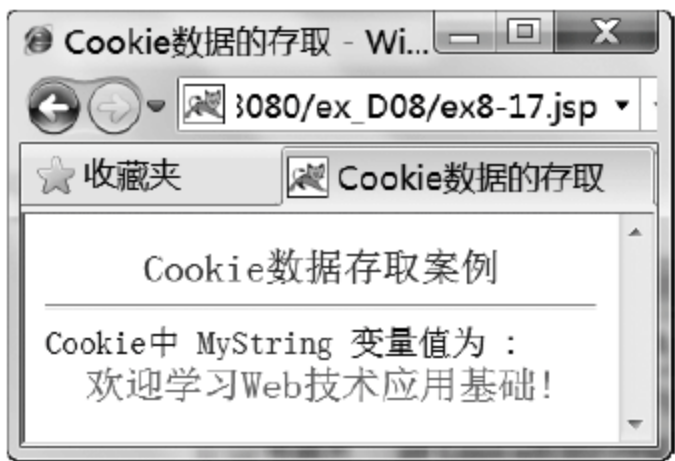 Cookie数据的存取 - Wi...
3080/ex_D08/ex8-17.jsp
收藏夹
Cookie数据的存取
Cookie数据存取案例
Cookie中 MyString 变量值为 :
欢迎学习Web技术应用基础!